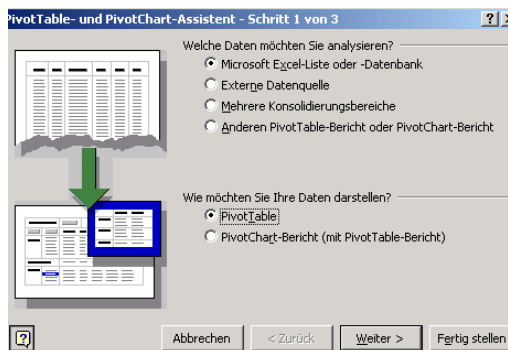 PivotTable- und PivotChart-Assistent - Schritt 1 von 3
Welche Daten möchten Sie analysieren?
Microsoft Excel-Liste oder -Datenbank
Externe Datenquelle
Mehrere Konsolidierungsbereiche
Anderen PivotTable-Bericht oder PivotChart-Bericht
Wie möchten Sie Ihre Daten darstellen?
PivotTable
PivotChart-Bericht (mit PivotTable-Bericht)
Abbrechen < Zurück Weiter > Fertig stellen